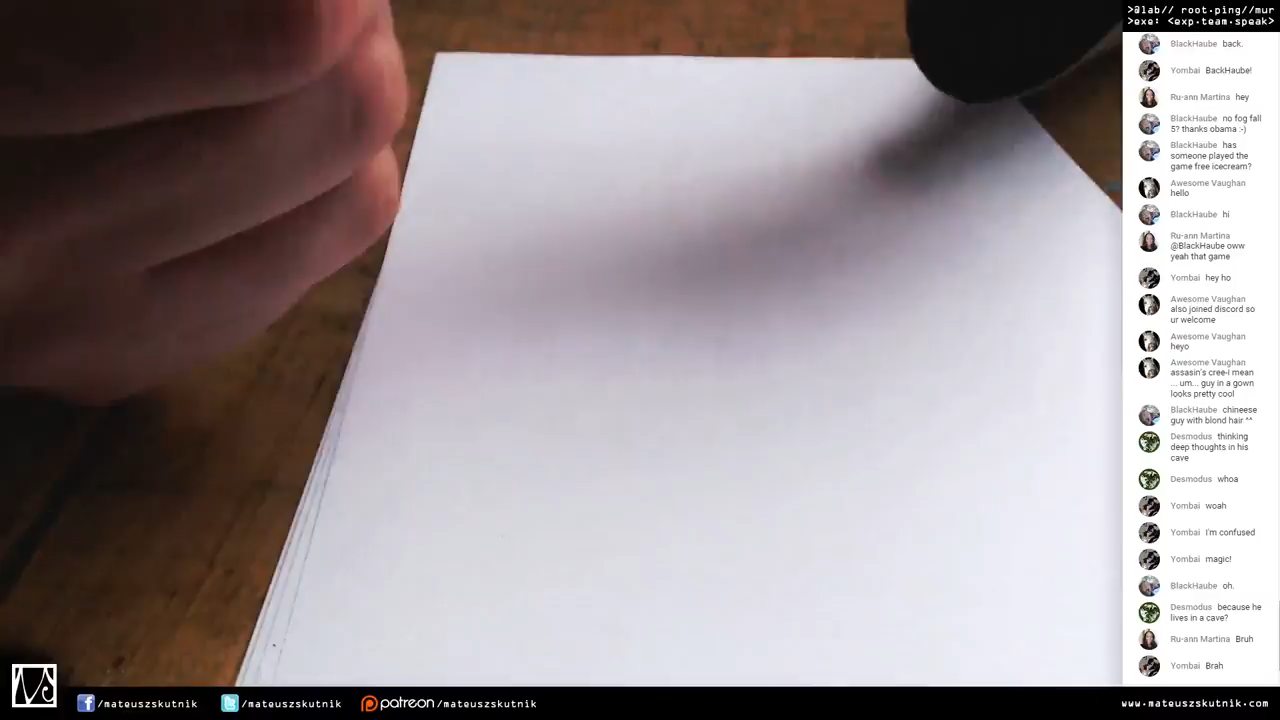 >@lab// root.ping//mur
>exe: <exp.team.speak>
BlackHaube back.
Yombai BackHaube!
Ru-ann Martina hey
BlackHaube no fog fall
5? thanks obama :-)
BlackHaube has
someone played the
game free icecream?
Awesome Vaughan
hello
BlackHaube hi
Ru-ann Martina
@BlackHaube oww
yeah that game
Yombai hey ho
Awesome Vaughan
also joined discord so
ur welcome
Awesome Vaughan
heyo
Awesome Vaughan
assasin's cree-I mean
... um... guy in a gown
looks pretty cool
BlackHaube chineese
guy with blond hair ^^
Desmodus thinking
deep thoughts in his
cave
Desmodus whoa
Yombai woah
Yombai I'm confused
Yombai magic!
BlackHaube oh.
Desmodus because he
lives in a cave?
Ru-ann Martina Bruh
Yombai Brah
/mateuszskutnik /mateuszskutnik patreon/mateuszskutnik www.mateuszskutnik.com